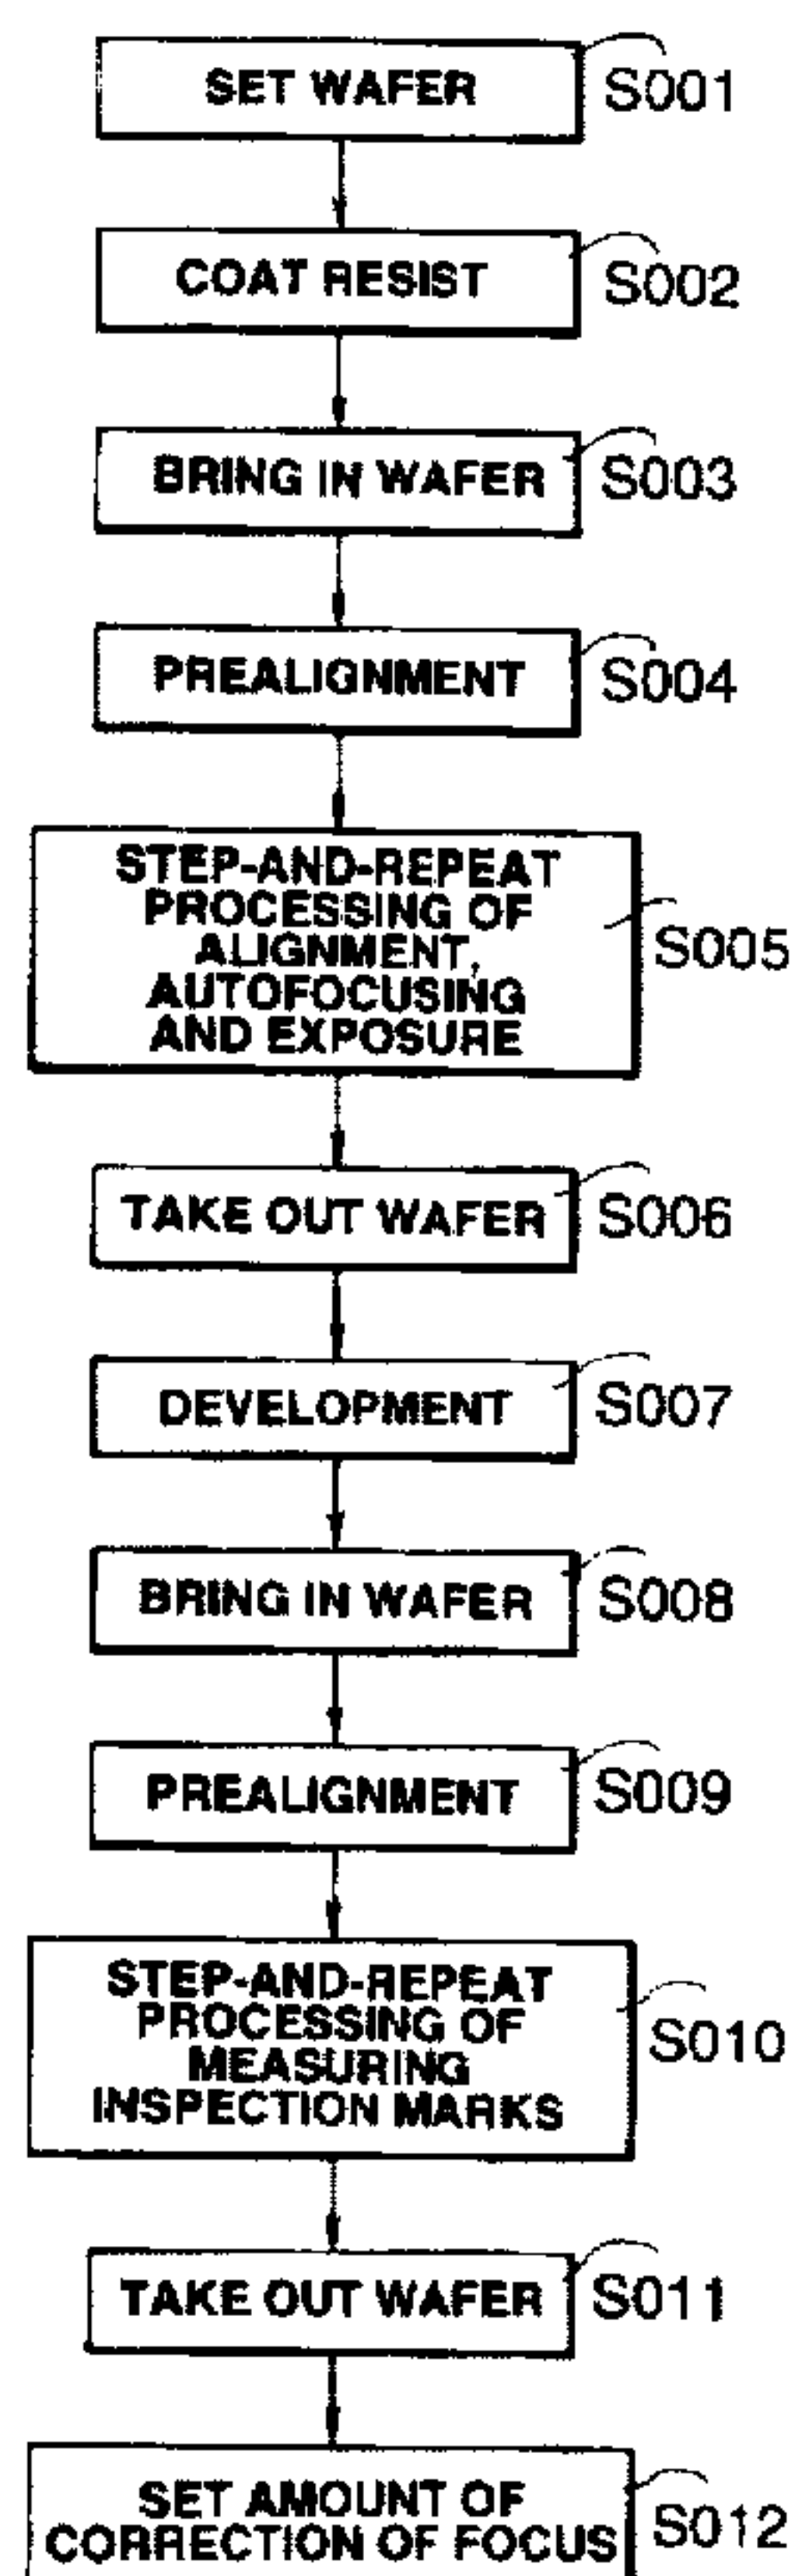 SET WAFER S001
COAT RESIST S002
BRING IN WAFER S003
PREALIGNMENT S004
STEP-AND-REPEAT
PROCESSING OF
ALIGNMENT,
AUTOFOCUSING
AND EXPOSURE
S005
TAKE OUT WAFER S006
DEVELOPMENT S007
BRING IN WAFER S008
PREALIGNMENT S009
STEP-AND-REPEAT
PROCESSING OF
MEASURING
INSPECTION MARKS
S010
TAKE OUT WAFER S011
SET AMOUNT OF
CORRECTION OF FOCUS
S012